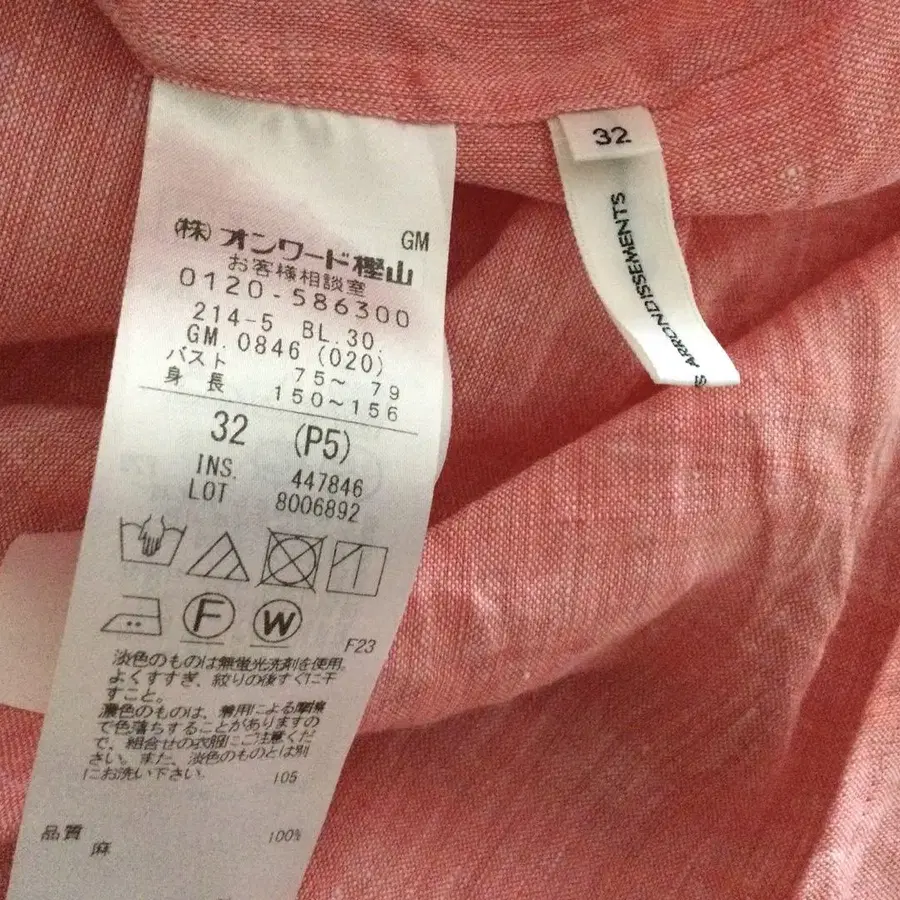 GM
㈱オンワード樫山
お客様相談室
0120-586300
214-5 BL.30.
GM.0846 (020)
バスト 75〜 79
身 長 150〜156
32 (P5)
INS. 447846
LOT 8006892
F
W
F23
淡色のものは無蛍光洗剤を使用。
よくすすぎ、絞りの後すぐに干
すこと。
濃色のものは、着用による摩擦
で色落ちすることがありますの
で、組合せの衣服にご注意くだ
さい。また、淡色のものとは別
にお洗い下さい。
105
品質
麻 100%
32
S ARRONDISSEMENTS